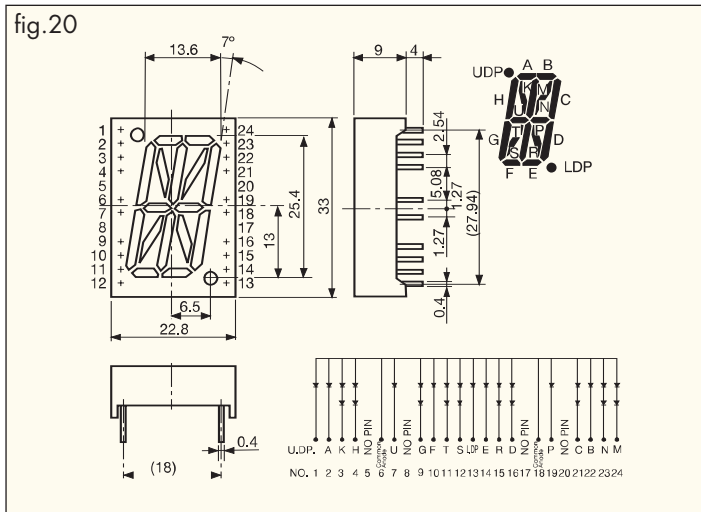 fig.20
13.6
7°
9
4
A B
UDP
K M
H
U N
C
G
T P
D
S R
F E
LDP
1
2
3
4
5
6
7
8
9
10
11
12
24
23
22
21
20
19
18
17
16
15
14
13
25.4
13
33
6.5
22.8
2.54
5.08
1.27
(27.94)
1.27
0.4
0.4
(18)
U.DP. A K H NO PIN Common Anode U NO PIN G F T S LDP E R D NO PIN Common Anode P NO PIN C B N M
NO. 1 2 3 4 5 6 7 8 9 10 11 12 13 14 15 16 17 18 19 20 21 22 23 24